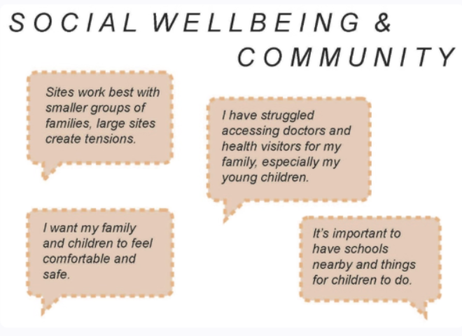 SOCIAL WELLBEING &
COMMUNITY
Sites work best with
smaller groups of
families, large sites
create tensions.
I have struggled
accessing doctors and
health visitors for my
family, especially my
young children.
I want my family
and children to feel
comfortable and
safe.
It's important to
have schools
nearby and things
for children to do.